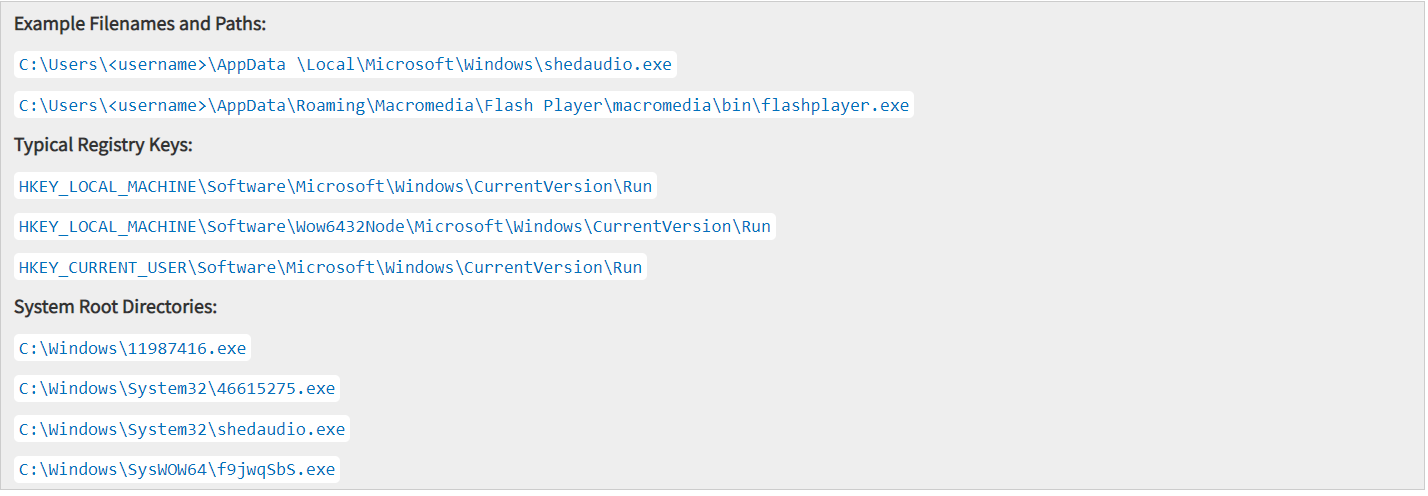 Example Filenames and Paths:
C:\Users\<username>\AppData \Local\Microsoft\Windows\shedaudio.exe
C:\Users\<username>\AppData\Roaming\Macromedia\Flash Player\macromedia\bin\flashplayer.exe
Typical Registry Keys:
HKEY_LOCAL_MACHINE\Software\Microsoft\Windows\CurrentVersion\Run
HKEY_LOCAL_MACHINE\Software\Wow6432Node\Microsoft\Windows\CurrentVersion\Run
HKEY_CURRENT_USER\Software\Microsoft\Windows\CurrentVersion\Run
System Root Directories:
C:\Windows\11987416.exe
C:\Windows\System32\46615275.exe
C:\Windows\System32\shedaudio.exe
C:\Windows\SysWOW64\f9jwqSbS.exe